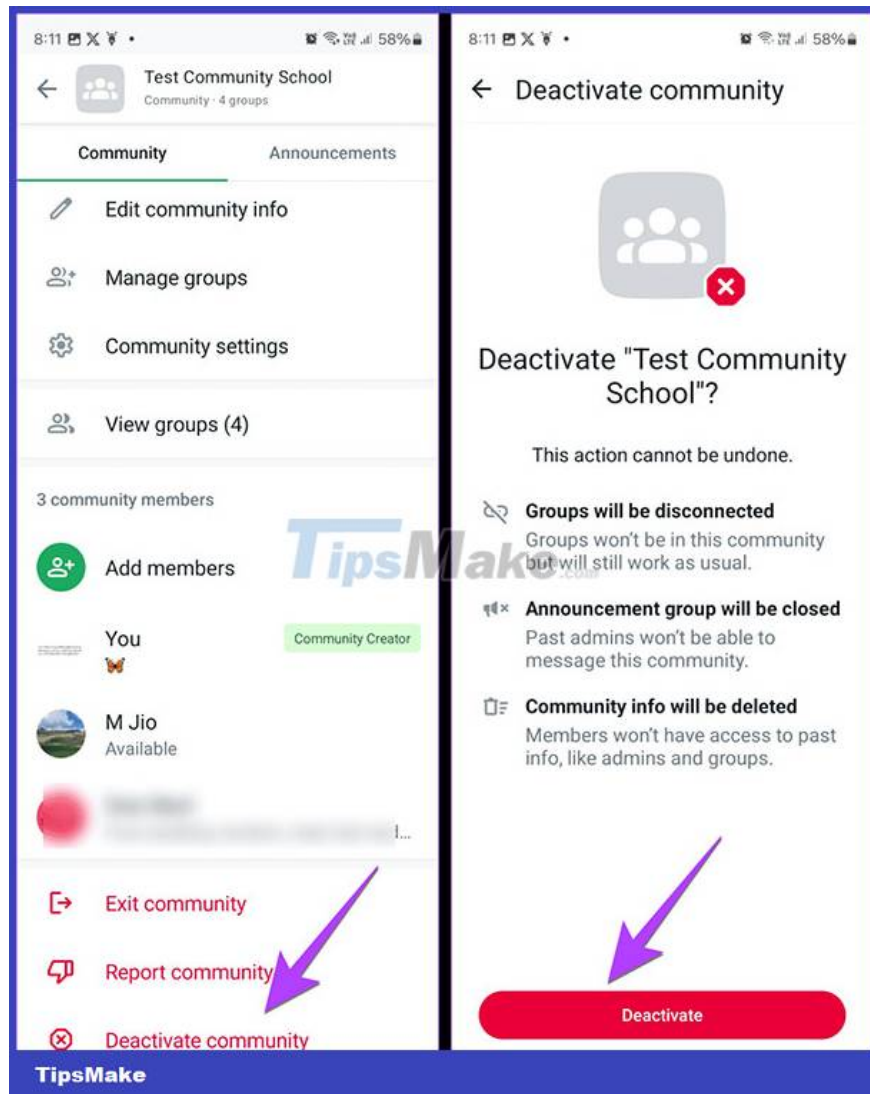 8:11
58%
Test Community School
Community · 4 groups
Community
Announcements
Edit community info
Manage groups
Community settings
View groups (4)
3 community members
Add members
You
Community Creator
M Jio
Available
Exit community
Report community
Deactivate community
8:11
58%
Deactivate community
Deactivate "Test Community
School"?
This action cannot be undone.
Groups will be disconnected
Groups won't be in this community
but will still work as usual.
Announcement group will be closed
Past admins won't be able to
message this community.
Community info will be deleted
Members won't have access to past
info, like admins and groups.
Deactivate
TipsMake.com
TipsMake